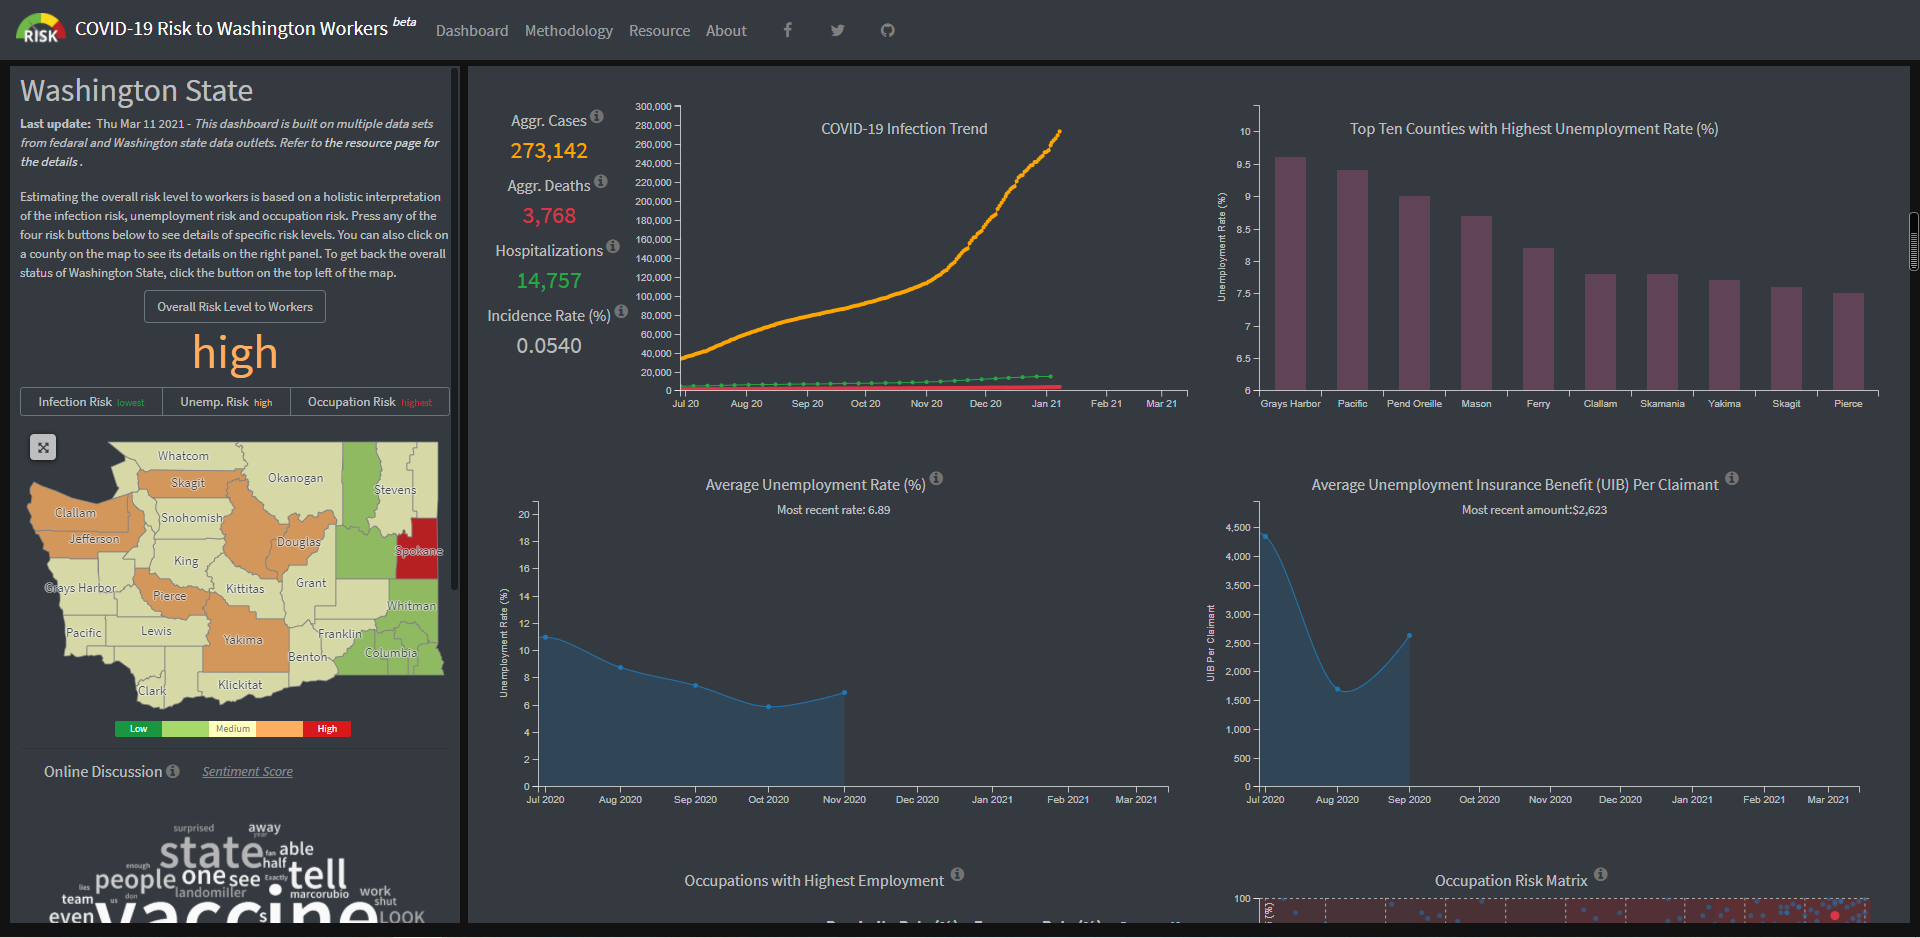 RISK COVID-19 Risk to Washington Workers beta Dashboard Methodology Resource About
Washington State
Last update: Thu Mar 11 2021 - This dashboard is built on multiple data sets
from fedaral and Washington state data outlets. Refer to the resource page for
the details .
Estimating the overall risk level to workers is based on a holistic interpretation
of the infection risk, unemployment risk and occupation risk. Press any of the
four risk buttons below to see details of specific risk levels. You can also click on
a county on the map to see its details on the right panel. To get back the overall
status of Washington State, click the button on the top left of the map.
Overall Risk Level to Workers
high
Infection Risk lowest Unemp. Risk high Occupation Risk highest
Whatcom
Skagit
Okanogan
Stevens
Clallam
Snohomish
Jefferson
Douglas
Spokane
King
Grays Harbor
Pierce
Kittitas
Grant
Whitman
Pacific
Lewis
Yakima
Franklin
Benton
Columbia
Clark
Klickitat
Low Medium High
Online Discussion Sentiment Score
surprised
away
year
state
fan
able
enough
half
people
one
see
Exactly
tell
lies
landomiller
marcorubio
work
team
us
don
shut
even
vaccine
s
LOOK
Aggr. Cases
273,142
Aggr. Deaths
3,768
Hospitalizations
14,757
Incidence Rate (%)
0.0540
COVID-19 Infection Trend
300,000
280,000
260,000
240,000
220,000
200,000
180,000
160,000
140,000
120,000
100,000
80,000
60,000
40,000
20,000
0
Jul 20 Aug 20 Sep 20 Oct 20 Nov 20 Dec 20 Jan 21 Feb 21 Mar 21
Top Ten Counties with Highest Unemployment Rate (%)
Unemployment Rate (%)
10
9.5
9
8.5
8
7.5
7
6.5
6
Grays Harbor Pacific Pend Oreille Mason Ferry Clallam Skamania Yakima Skagit Pierce
Average Unemployment Rate (%)
Most recent rate: 6.89
Unemployment Rate (%)
20
18
16
14
12
10
8
6
4
2
0
Jul 2020 Aug 2020 Sep 2020 Oct 2020 Nov 2020 Dec 2020 Jan 2021 Feb 2021 Mar 2021
Average Unemployment Insurance Benefit (UIB) Per Claimant
Most recent amount:$2,623
UIB Per Claimant
4,500
4,000
3,500
3,000
2,500
2,000
1,500
1,000
500
0
Jul 2020 Aug 2020 Sep 2020 Oct 2020 Nov 2020 Dec 2020 Jan 2021 Feb 2021 Mar 2021
Occupations with Highest Employment
Occupation Risk Matrix
100
(%)